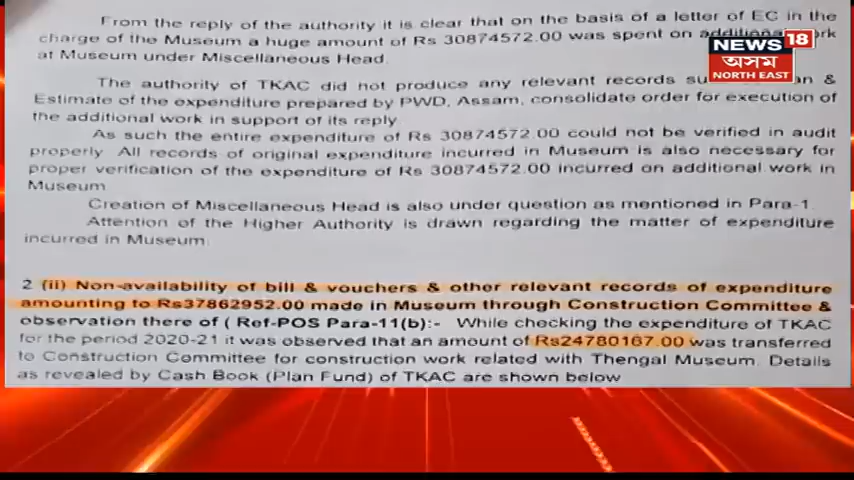 From the reply of the authority it is clear that on the basis of a letter of EC in the
charge of the Museum a huge amount of Rs 30874572.00 was spent on additional
at Museum under Miscellaneous Head.
NEWS 18
অসম
NORTH EAST
The authority of TKAC did not produce any relevant records &
Estimate of the expenditure prepared by PWD, Assam, consolidate order for execution of
the additional work in support of its reply.
As such the entire expenditure of Rs 30874572.00 could not be verified in audit
properly. All records of original expenditure incurred in Museum is also necessary for
proper verification of the expenditure of Rs 30874572.00 incurred on additional work in
Museum
Creation of Miscellaneous Head is also under question as mentioned in Para-1.
Attention of the Higher Authority is drawn regarding the matter of expenditure
incurred in Museum.
2 (ii) Non-availability of bill & vouchers & other relevant records of expenditure
amounting to Rs37862952.00 made in Museum through Construction Committee &
observation there of ( Ref-POS Para-11(b):- While checking the expenditure of TKAC
for the period 2020-21 it was observed that an amount of Rs24780167.00 was transferred
to Construction Committee for construction work related with Thengal Museum. Details
as revealed by Cash Book (Plan Fund) of TKAC are shown below